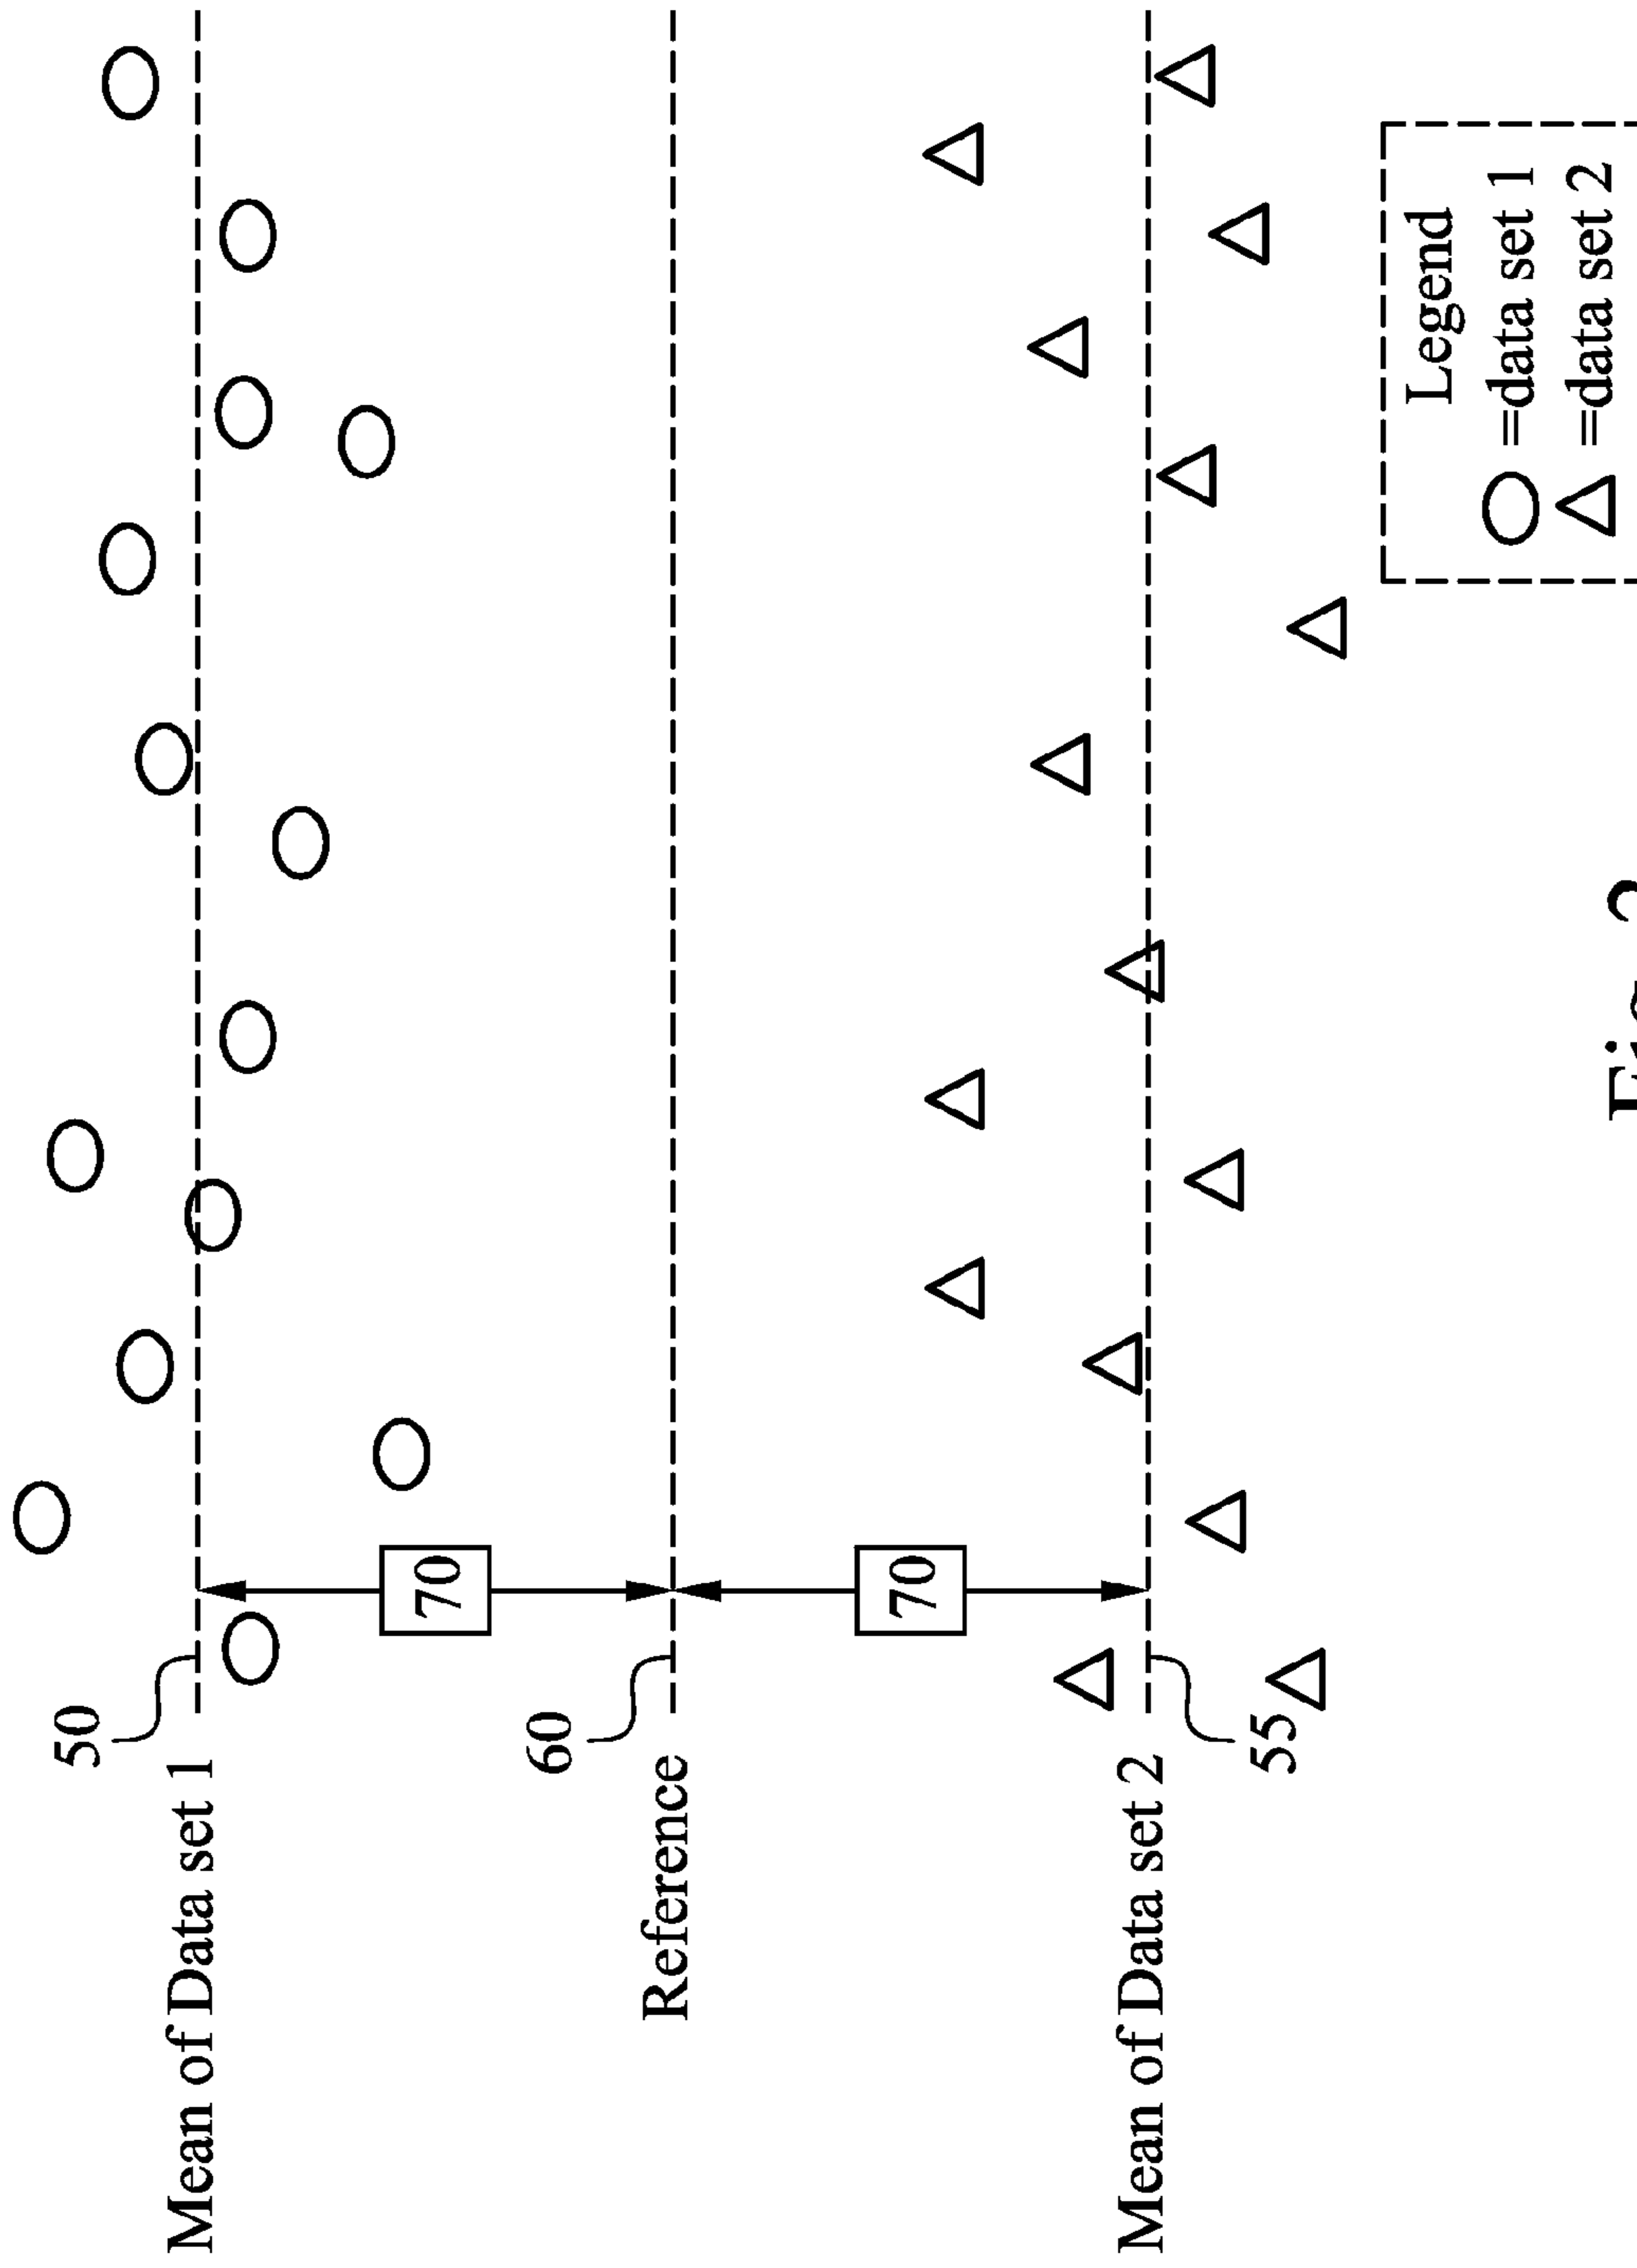 50
Mean of Data set 1
70
60
Reference
70
Mean of Data set 2
55
Legend
=data set 1
=data set 2
Fig.